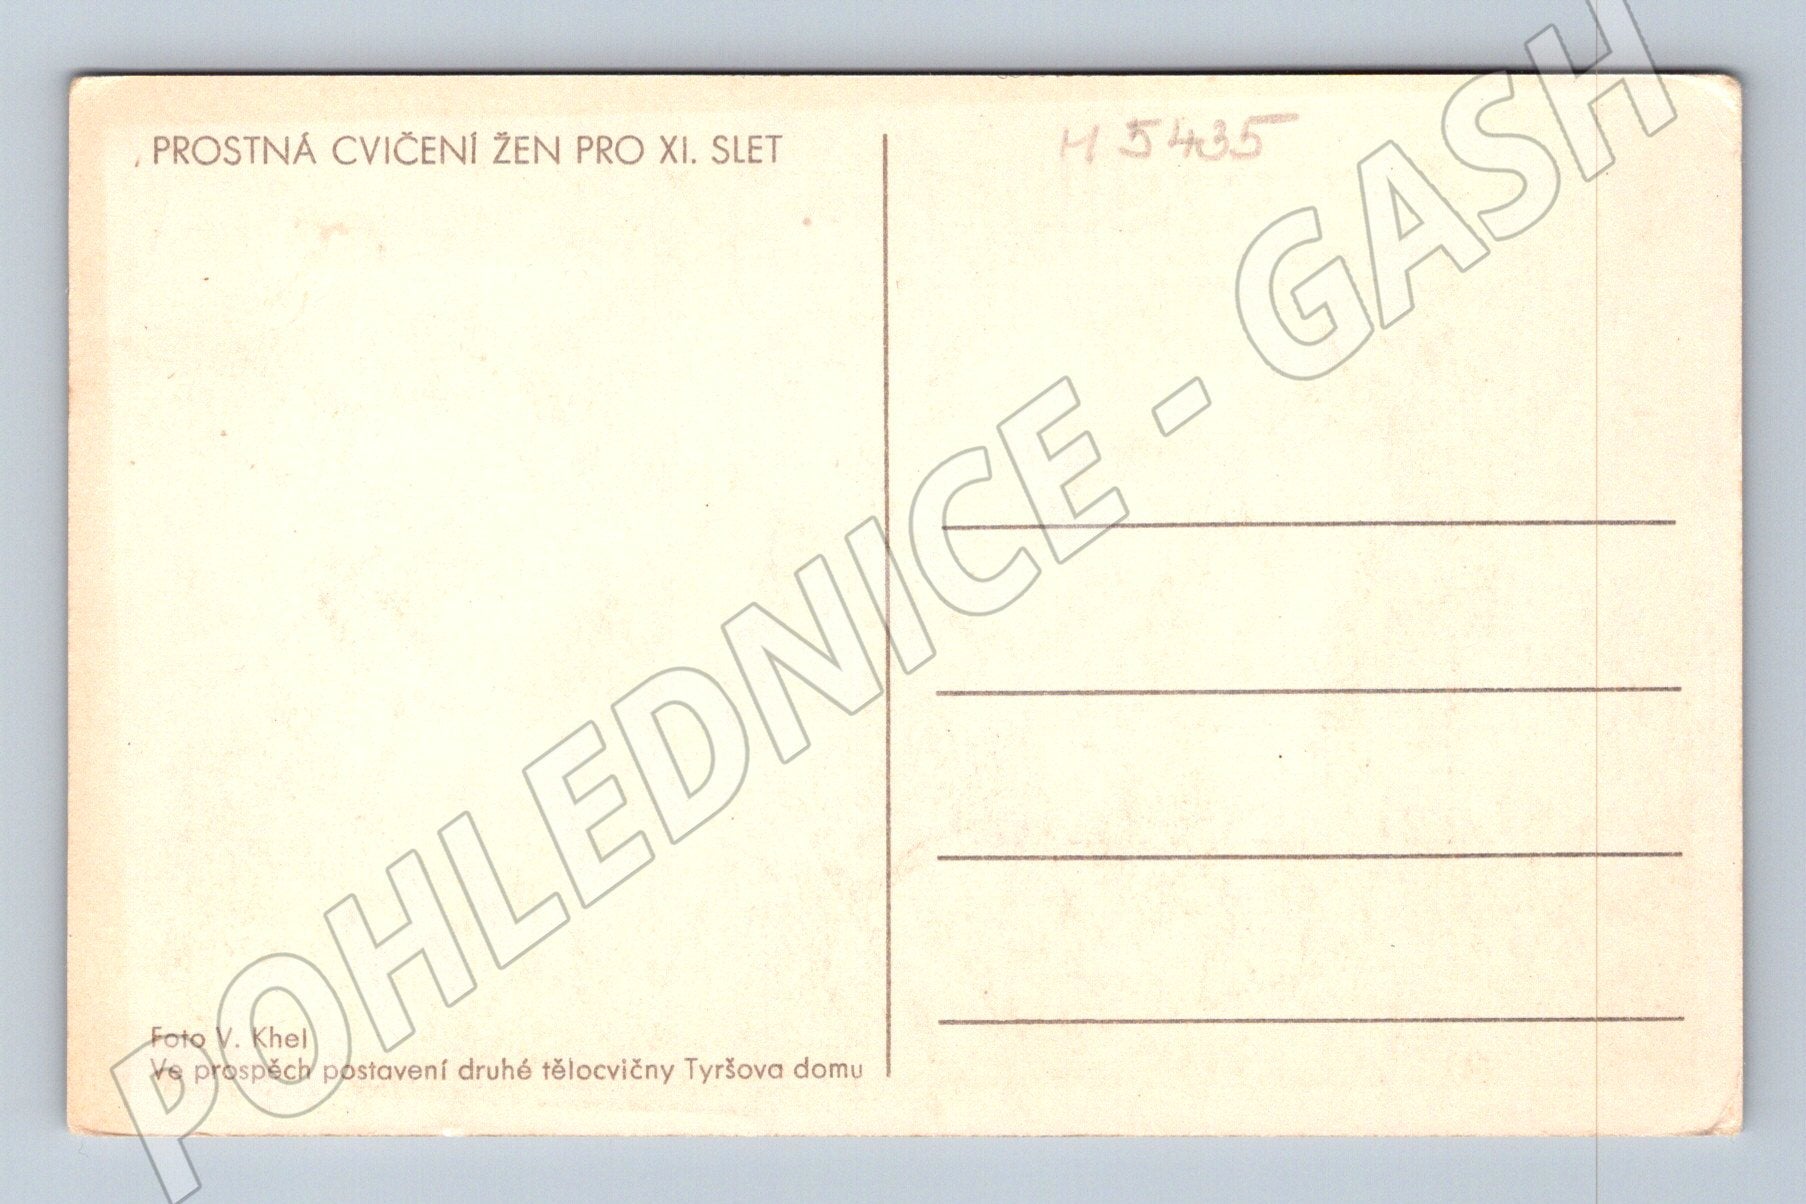 PROSTNÁ CVIČENÍ ŽEN PRO XI. SLET
H 5435
POHLEDNICE - GASH
Foto V. Khel
Ve prospěch postavení druhé tělocvičny Tyršova domu